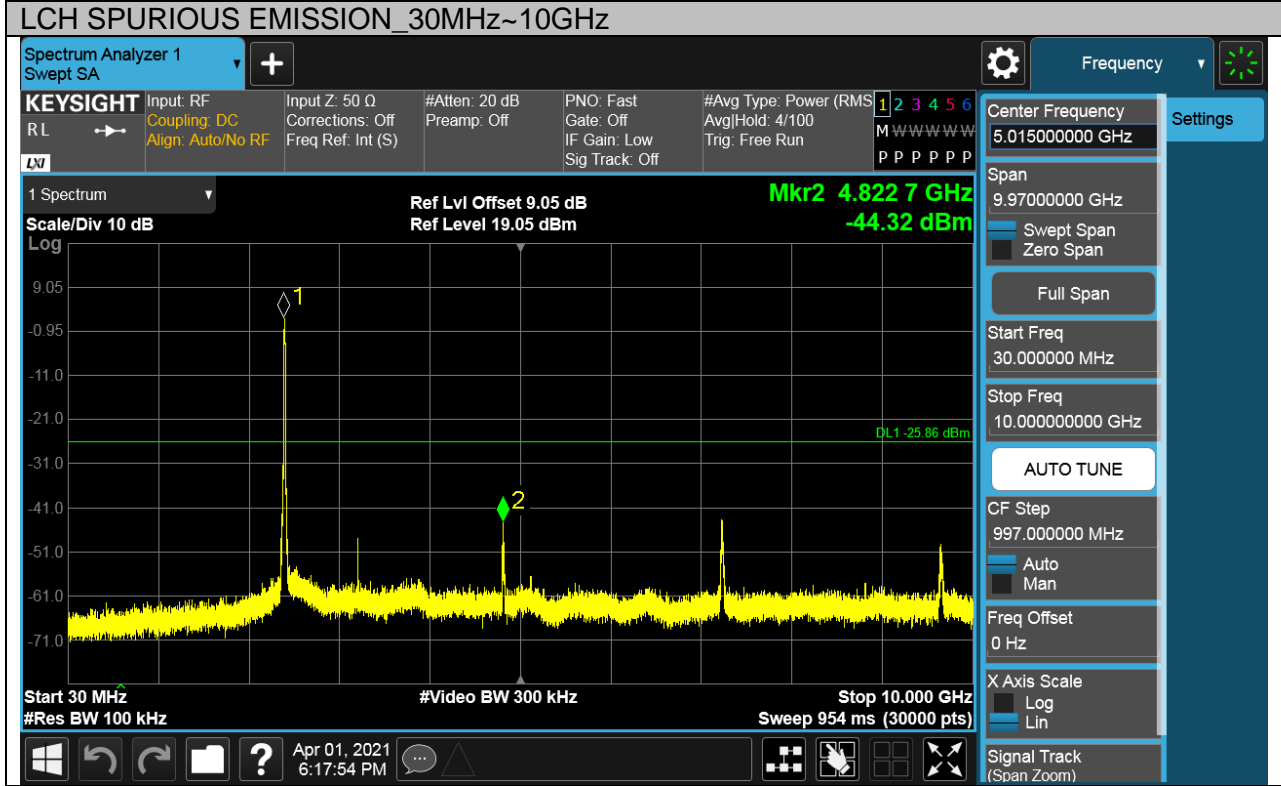 LCH SPURIOUS EMISSION_30MHz~10GHz
Spectrum Analyzer 1
Swept SA
+
Frequency
KEYSIGHT
RL
LXI
Input: RF
Coupling: DC
Align: Auto/No RF
Input Z: 50 Ω
Corrections: Off
Freq Ref: Int (S)
#Atten: 20 dB
Preamp: Off
PNO: Fast
Gate: Off
IF Gain: Low
Sig Track: Off
#Avg Type: Power (RMS
Avg|Hold: 4/100
Trig: Free Run
1 2 3 4 5 6
M W W W W W
P P P P P P
1 Spectrum
Scale/Div 10 dB
Ref Lvl Offset 9.05 dB
Ref Level 19.05 dBm
Mkr2 4.822 7 GHz
-44.32 dBm
Log
9.05
-0.95
-11.0
-21.0
-31.0
-41.0
-51.0
-61.0
-71.0
1
2
DL1 -25.86 dBm
Start 30 MHz
#Res BW 100 kHz
#Video BW 300 kHz
Stop 10.000 GHz
Sweep 954 ms (30000 pts)
Center Frequency
5.015000000 GHz
Settings
Span
9.97000000 GHz
Swept Span
Zero Span
Full Span
Start Freq
30.000000 MHz
Stop Freq
10.000000000 GHz
AUTO TUNE
CF Step
997.000000 MHz
Auto
Man
Freq Offset
0 Hz
X Axis Scale
Log
Lin
Signal Track
(Span Zoom)
?
Apr 01, 2021
6:17:54 PM